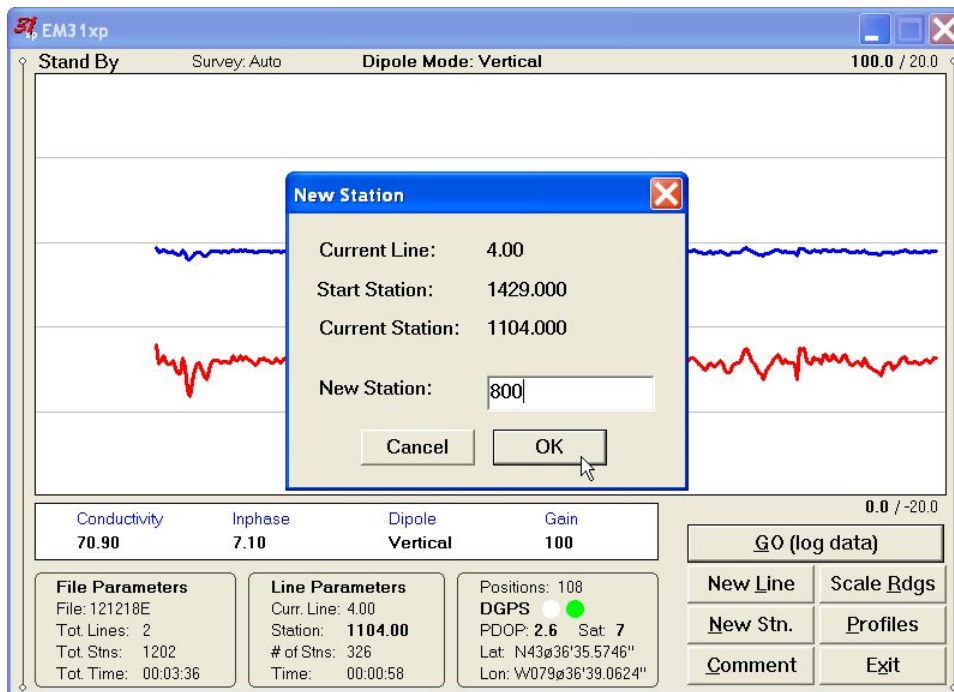 31xp EM31xp
Stand By Survey: Auto Dipole Mode: Vertical 100.0 / 20.0
New Station
Current Line: 4.00
Start Station: 1429.000
Current Station: 1104.000
New Station: 800
Cancel OK
0.0 / -20.0
Conductivity Inphase Dipole Gain
70.90 7.10 Vertical 100
GO (log data)
New Line Scale Rdgs
New Stn. Profiles
Comment Exit
File Parameters
File: 121218E
Tot. Lines: 2
Tot. Stns: 1202
Tot. Time: 00:03:36
Line Parameters
Curr. Line: 4.00
Station: 1104.00
# of Stns: 326
Time: 00:00:58
Positions: 108
DGPS
PDOP: 2.6 Sat: 7
Lat: N43ø36'35.5746"
Lon: W079ø36'39.0624"